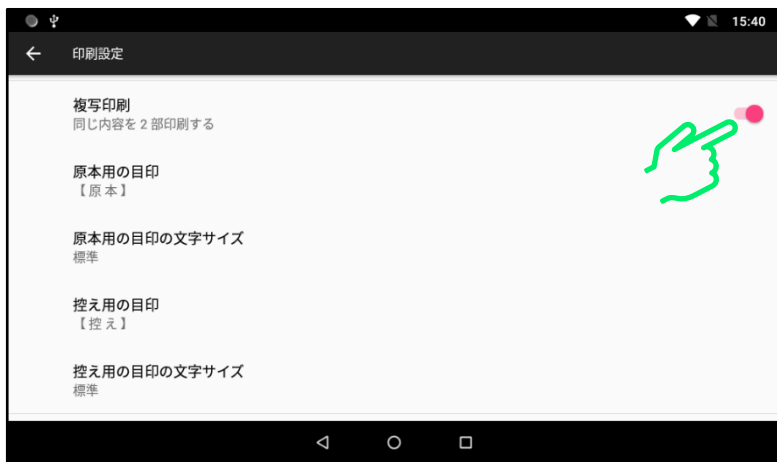 15:40
印刷設定
複写印刷
同じ内容を 2 部印刷する
原本用の目印
【 原 本 】
原本用の目印の文字サイズ
標準
控え用の目印
【 控 え 】
控え用の目印の文字サイズ
標準